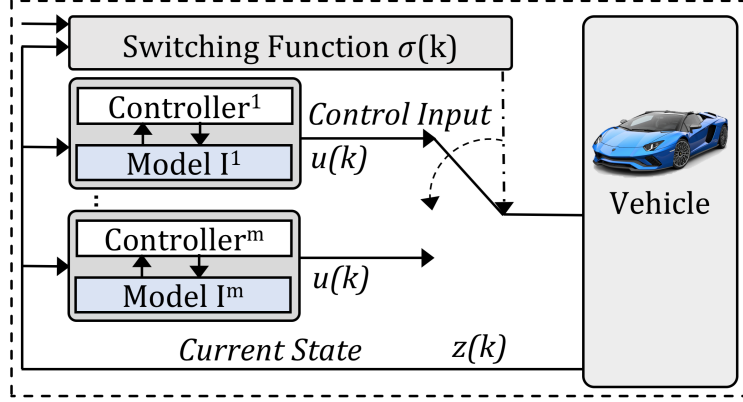 Switching Function σ(k)
Controller¹
Model I¹
Control Input
u(k)
Vehicle
:
Controllerᵐ
Model Iᵐ
u(k)
Current State
z(k)